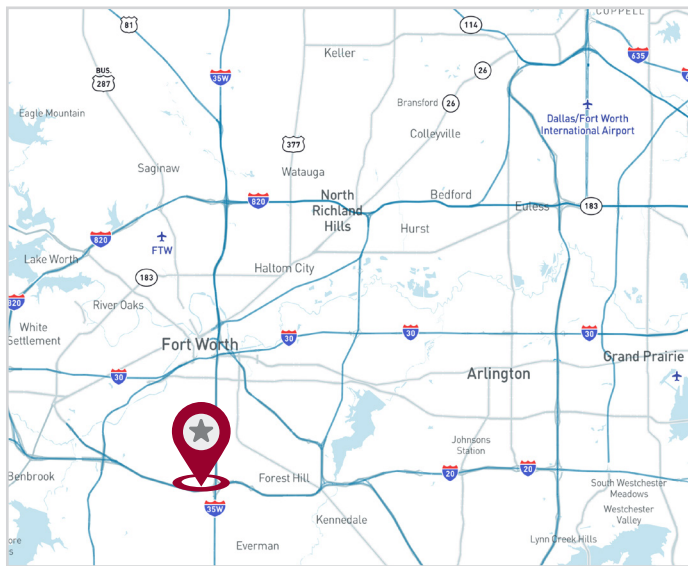 COPPELL
81
114
635
Keller
35W
BUS.
287
26
Bransford
26
Eagle Mountain
Dallas/Fort Worth
International Airport
Colleyville
377
Saginaw
Watauga
North
Richland
Hills
Bedford
820
Euless
183
Hurst
820
FTW
Lake Worth
Haltom City
183
820
River Oaks
White
Settlement
30
30
30
Fort Worth
Grand Prairie
30
Arlington
Johnsons
Station
20
20
Benbrook
Forest Hill
South Westchester
Meadows
35W
Westchester
Valley
Kennedale
Everman
Lynn Creek Hills